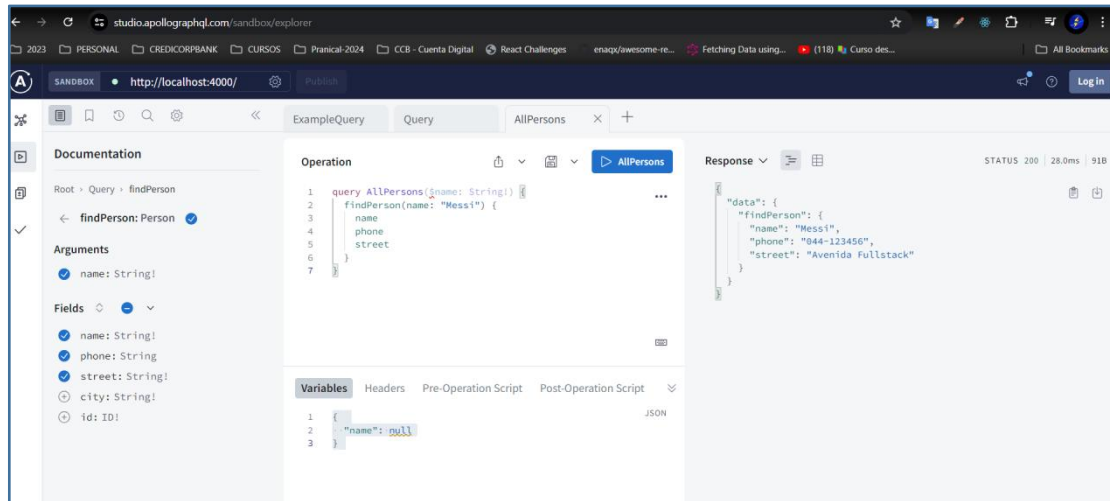 studio.apollographql.com/sandbox/explorer
2023 PERSONAL CREDICORPBANK CURSOS Pranical-2024 CCB - Cuenta Digital React Challenges enaqx/awesome-re... Fetching Data using... (118) Curso des... All Bookmarks
SANDBOX http://localhost:4000/ Publish Log in
ExampleQuery Query AllPersons
Documentation
Root › Query › findPerson
findPerson: Person
Arguments
name: String!
Fields
name: String!
phone: String
street: String!
city: String!
id: ID!
Operation
AllPersons
1 query AllPersons($name: String!) {
2 findPerson(name: "Messi") {
3 name
4 phone
5 street
6 }
7 }
Variables Headers Pre-Operation Script Post-Operation Script
JSON
1 {
2 "name": null
3 }
Response STATUS 200 28.0ms 91B
{
"data": {
"findPerson": {
"name": "Messi",
"phone": "044-123456",
"street": "Avenida Fullstack"
}
}
}